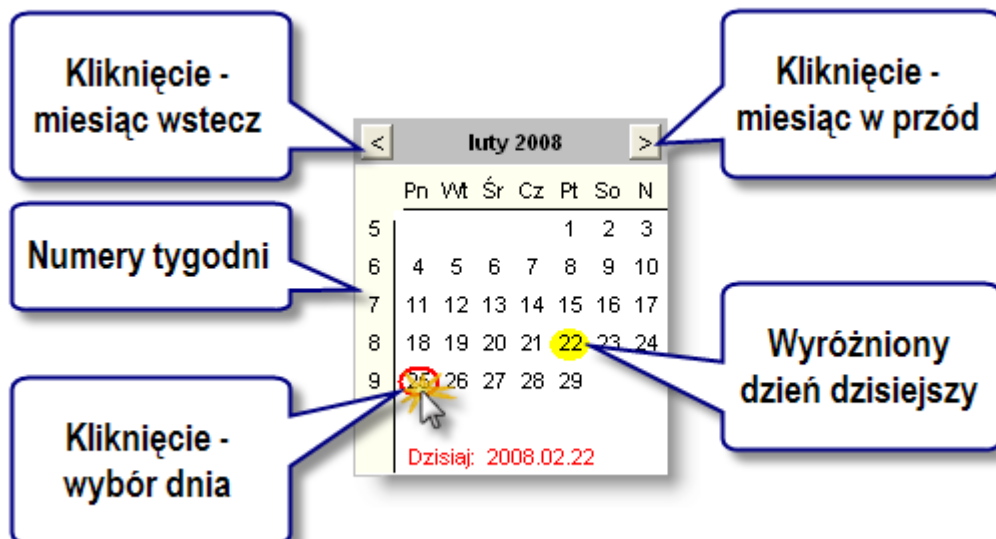 Kliknięcie -
miesiąc wstecz
Kliknięcie -
miesiąc w przód
< luty 2008 >
Pn Wt Śr Cz Pt So N
5 1 2 3
6 4 5 6 7 8 9 10
7 11 12 13 14 15 16 17
8 18 19 20 21 22 23 24
9 25 26 27 28 29
Dzisiaj: 2008.02.22
Numery tygodni
Wyróżniony
dzień dzisiejszy
Kliknięcie -
wybór dnia